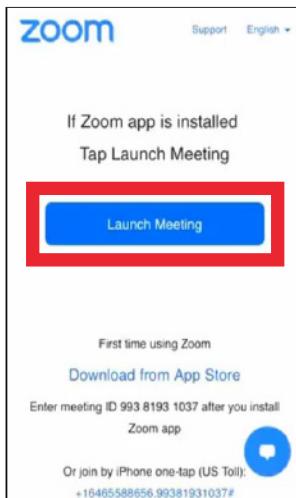 zoom
Support English
If Zoom app is installed
Tap Launch Meeting
Launch Meeting
First time using Zoom
Download from App Store
Enter meeting ID 993 8193 1037 after you install
Zoom app
Or join by iPhone one-tap (US Toll):
+16465588656,99381931037#